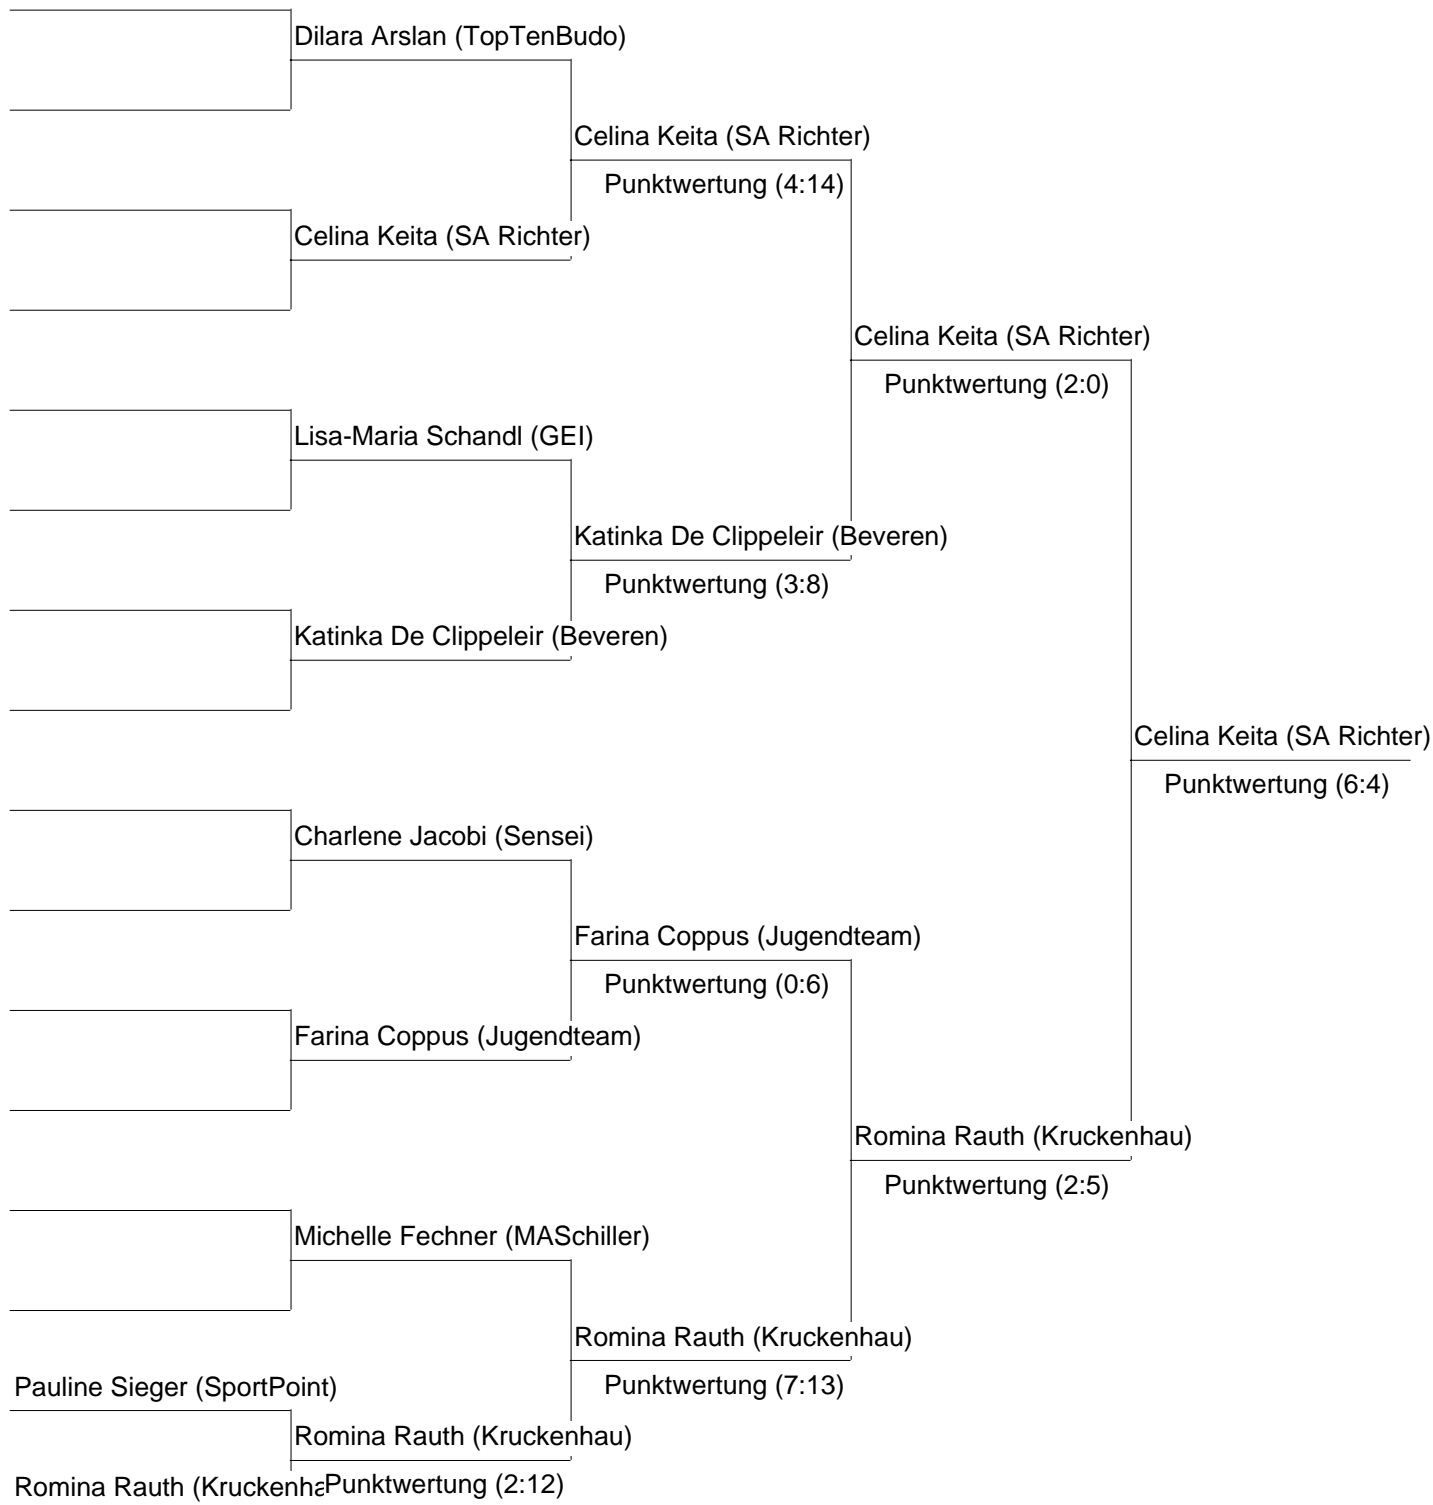 Dilara Arslan (TopTenBudo)
Celina Keita (SA Richter)
Punktwertung (4:14)
Celina Keita (SA Richter)
Celina Keita (SA Richter)
Punktwertung (2:0)
Lisa-Maria Schandl (GEI)
Katinka De Clippeleir (Beveren)
Punktwertung (3:8)
Katinka De Clippeleir (Beveren)
Celina Keita (SA Richter)
Punktwertung (6:4)
Charlene Jacobi (Sensei)
Farina Coppus (Jugendteam)
Punktwertung (0:6)
Farina Coppus (Jugendteam)
Romina Rauth (Kruckenhau)
Punktwertung (2:5)
Michelle Fechner (MASchiller)
Romina Rauth (Kruckenhau)
Punktwertung (7:13)
Pauline Sieger (SportPoint)
Romina Rauth (Kruckenhau)
Romina Rauth (Kruckenha
Punktwertung (2:12)